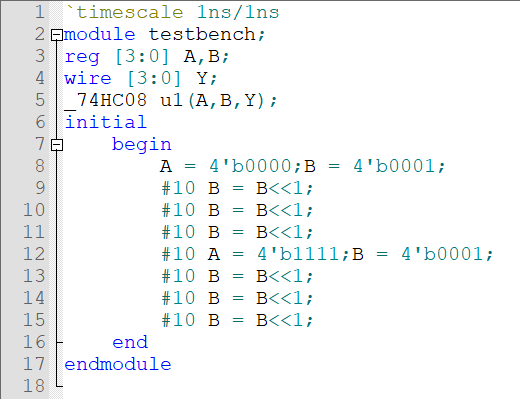 1 `timescale 1ns/1ns
2 module testbench;
3 reg [3:0] A,B;
4 wire [3:0] Y;
5 _74HC08 u1(A,B,Y);
6 initial
7     begin
8         A = 4'b0000;B = 4'b0001;
9         #10 B = B<<1;
10         #10 B = B<<1;
11         #10 B = B<<1;
12         #10 A = 4'b1111;B = 4'b0001;
13         #10 B = B<<1;
14         #10 B = B<<1;
15         #10 B = B<<1;
16     end
17 endmodule
18